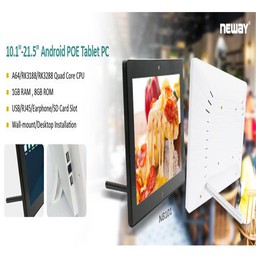 neway
10.1"-21.5" Android POE Tablet PC
A64/RK3188/RK3288 Quad Core CPU
1GB RAM , 8GB ROM
USB/RJ45/Earphone/SD Card Slot
Wall-mount/Desktop Installation